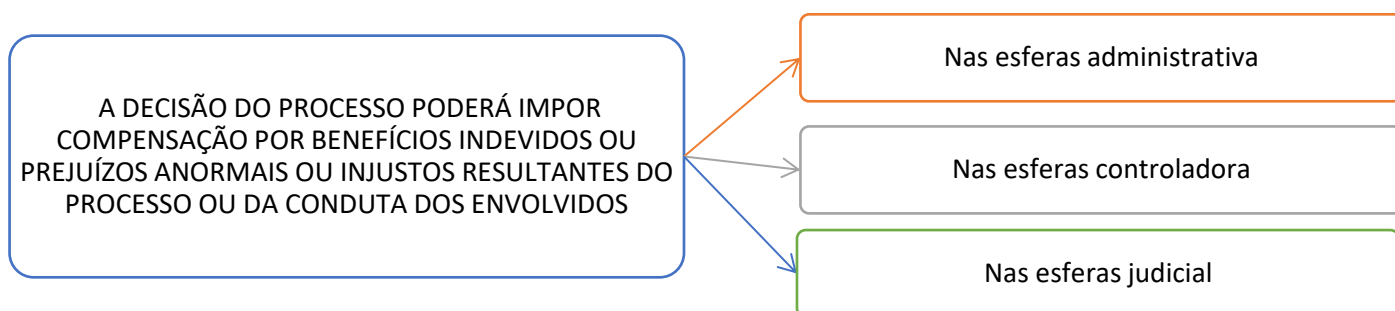 A DECISÃO DO PROCESSO PODERÁ IMPOR
COMPENSAÇÃO POR BENEFÍCIOS INDEVIDOS OU
PREJUÍZOS ANORMAIS OU INJUSTOS RESULTANTES DO
PROCESSO OU DA CONDUTA DOS ENVOLVIDOS
Nas esferas administrativa
Nas esferas controladora
Nas esferas judicial